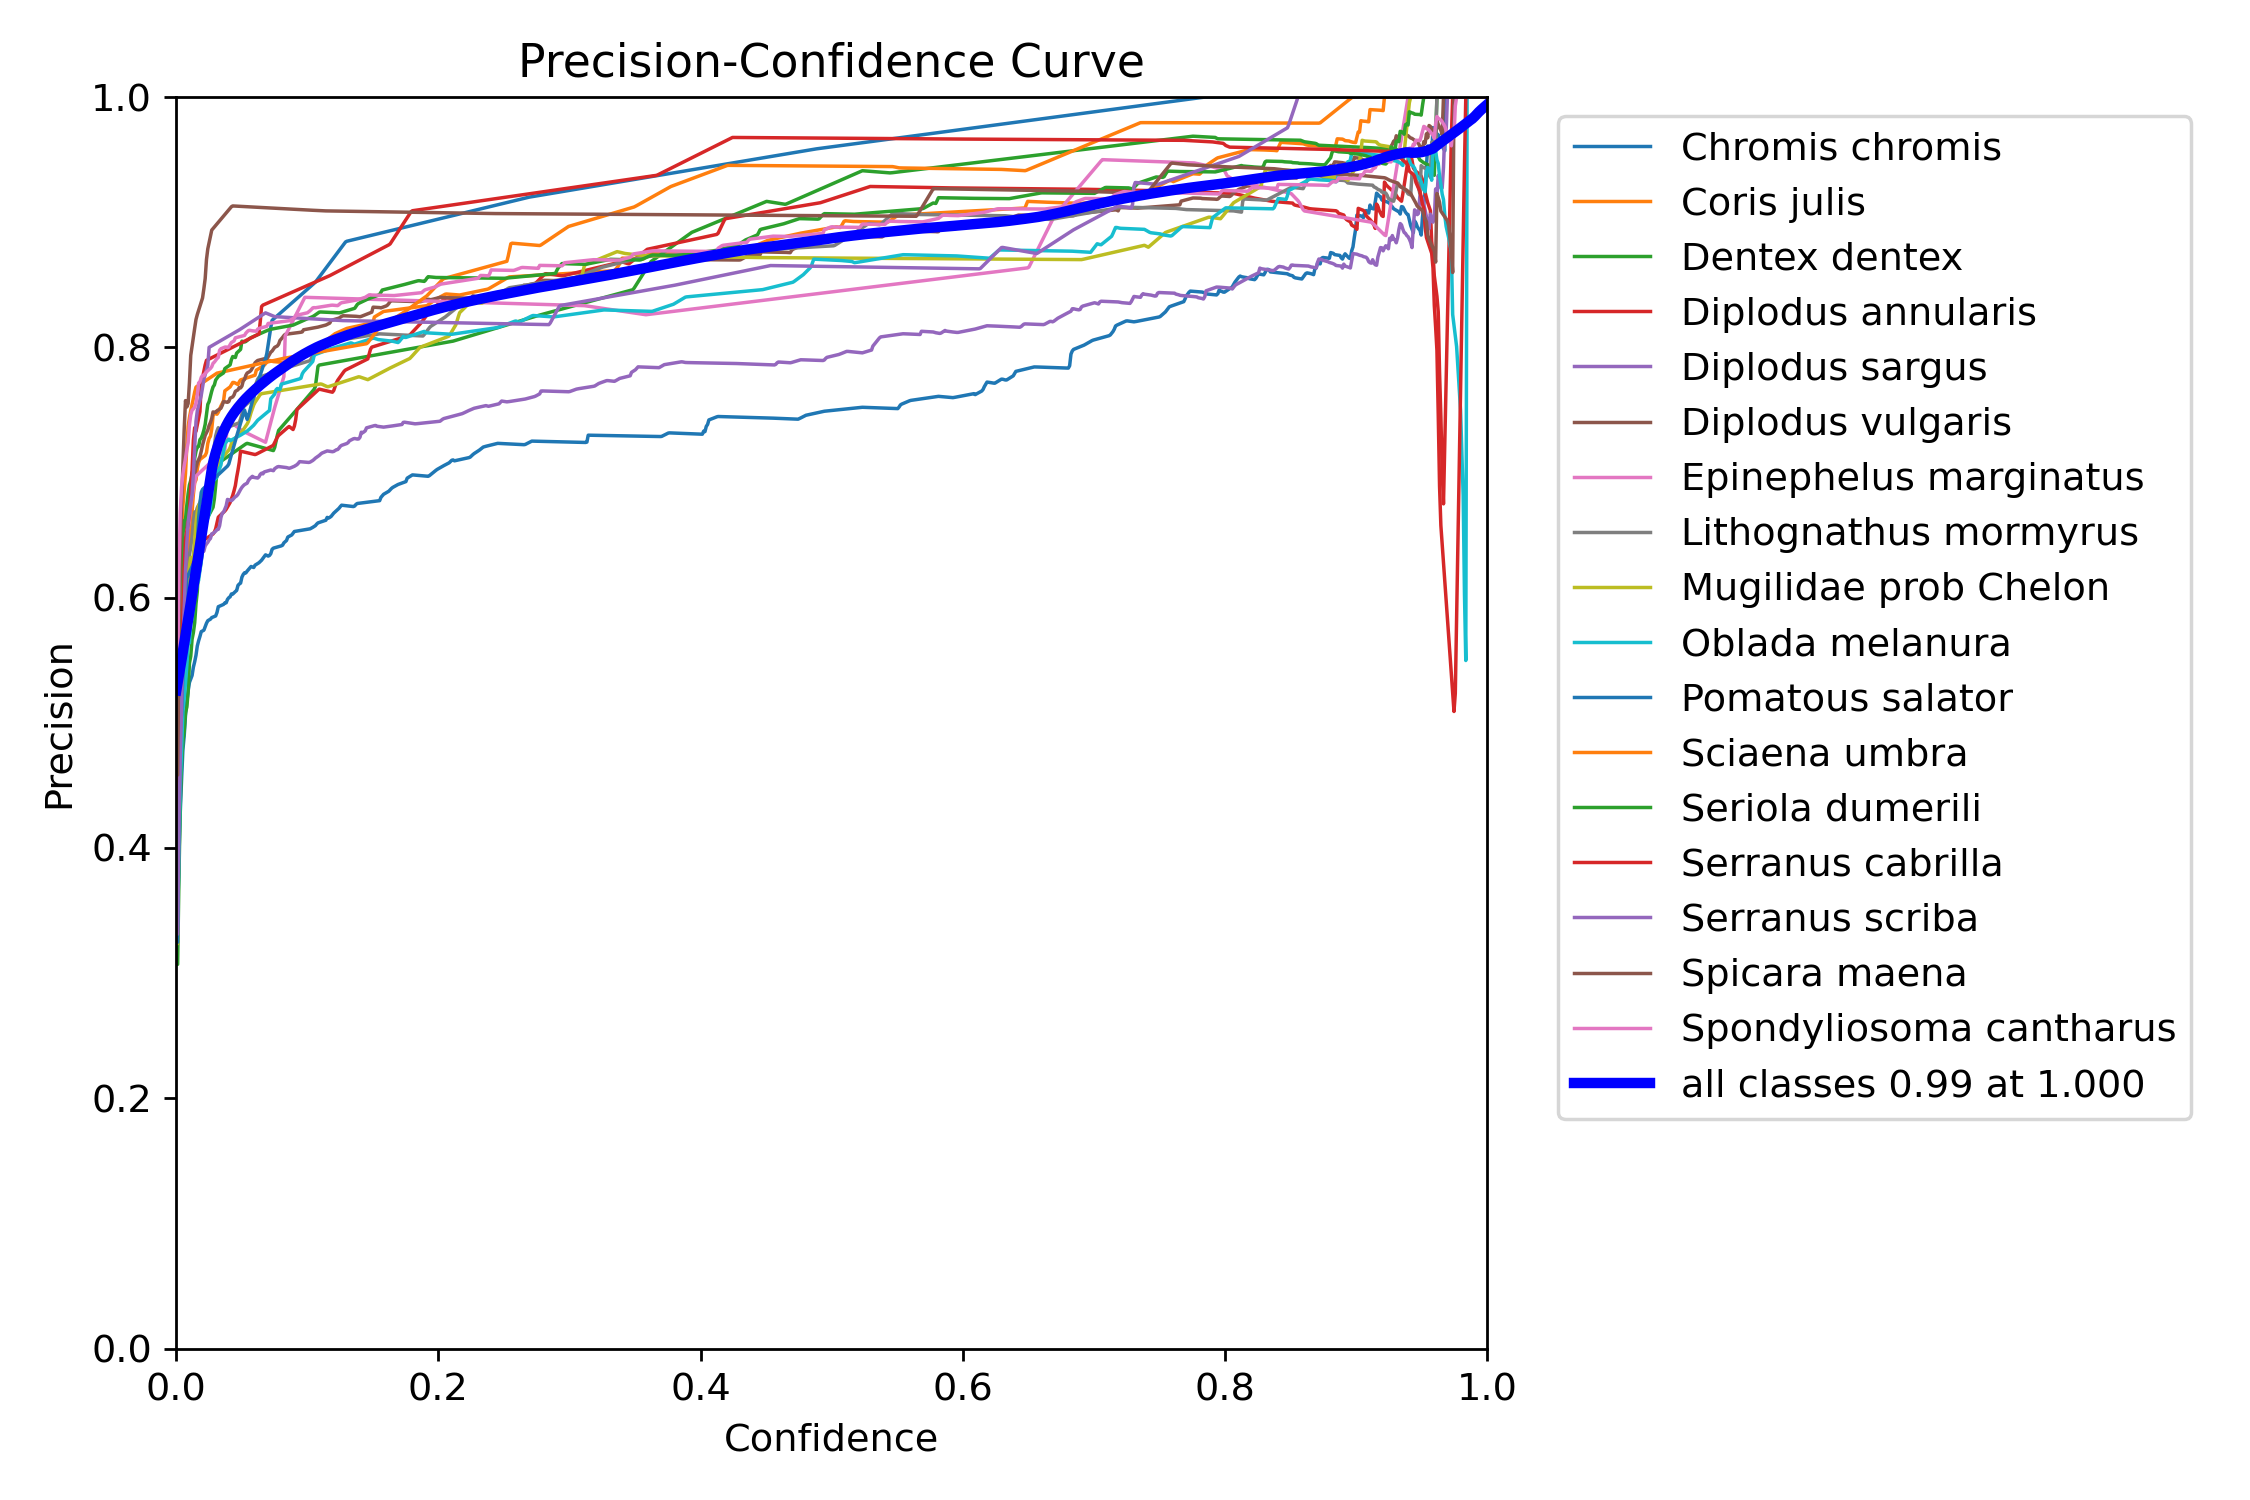 Precision-Confidence Curve
1.0
0.8
0.6
0.4
0.2
0.0
Precision
0.0 0.2 0.4 0.6 0.8 1.0
Confidence
Chromis chromis
Coris julis
Dentex dentex
Diplodus annularis
Diplodus sargus
Diplodus vulgaris
Epinephelus marginatus
Lithognathus mormyrus
Mugilidae prob Chelon
Oblada melanura
Pomatous salator
Sciaena umbra
Seriola dumerili
Serranus cabrilla
Serranus scriba
Spicara maena
Spondyliosoma cantharus
all classes 0.99 at 1.000